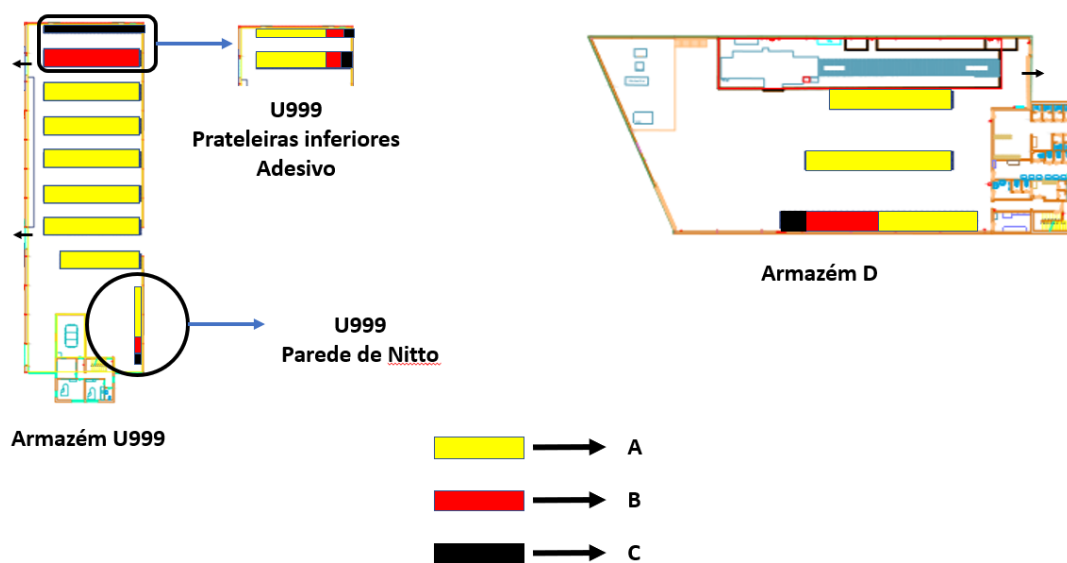 U999
Prateleiras inferiores
Adesivo
Armazém D
U999
Parede de Nitto
Armazém U999
A
B
C